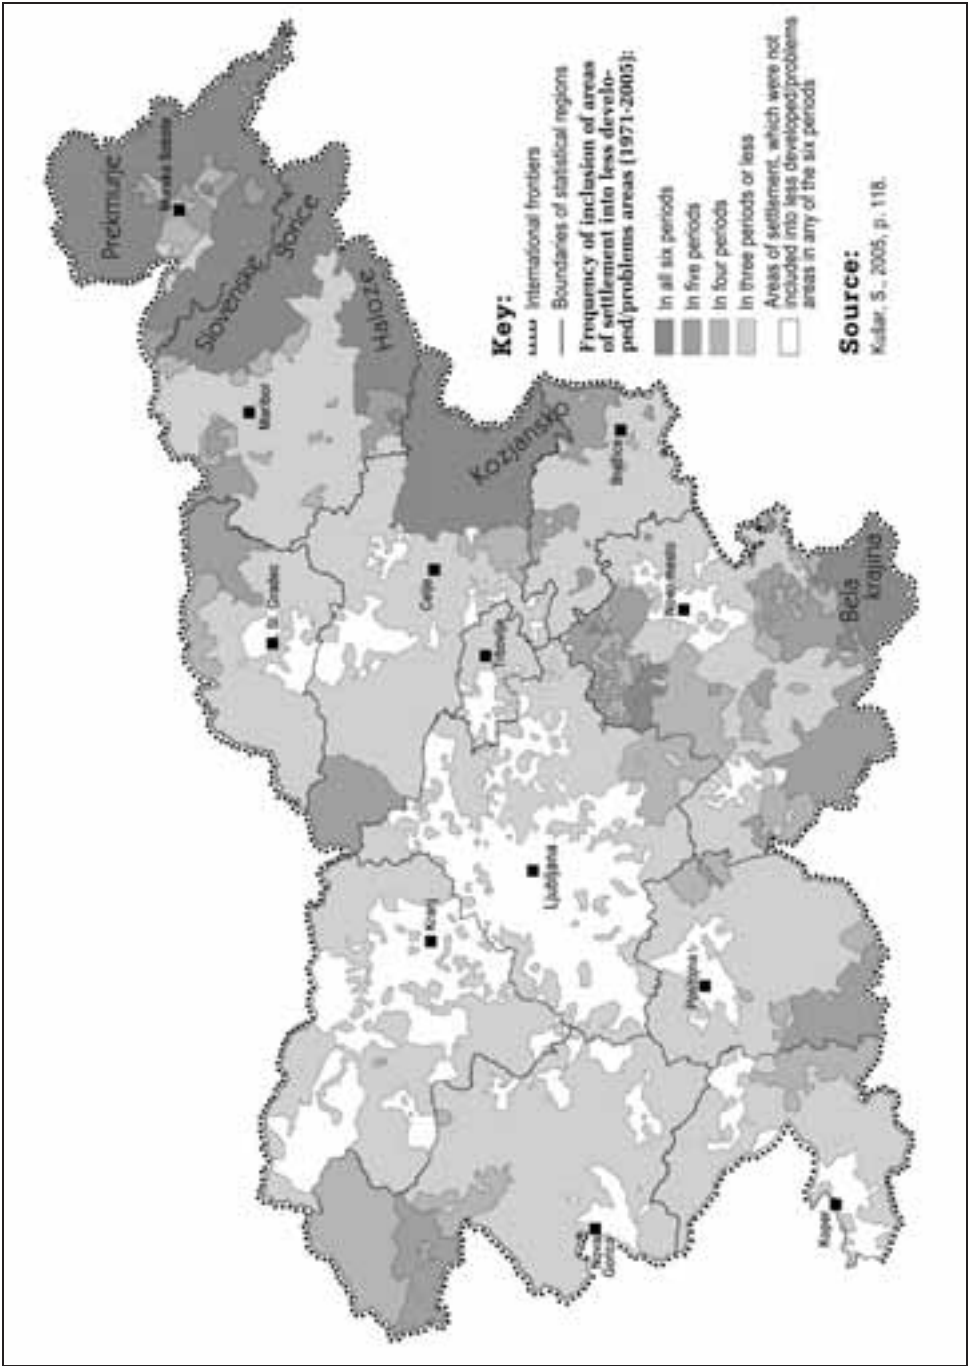 Prekmurje
Murska Sobota
Slovenske
Gorice
Maribor
Haloze
Sl. Gradec
Celje
Kozjansko
Brežice
Trbovlje
Novo mesto
Bela
krajina
Kranj
Ljubljana
Postojna
Nova
Gorica
Koper
Key:
International frontiers
Boundaries of statistical regions
Frequency of inclusion of areas
of settlement into less develo-
ped/problems areas (1971-2005):
In all six periods
In five periods
In four periods
In three periods or less
Areas of settlement, which were not
included into less developed/problems
areas in any of the six periods
Source:
Kušar, S., 2005, p. 118.